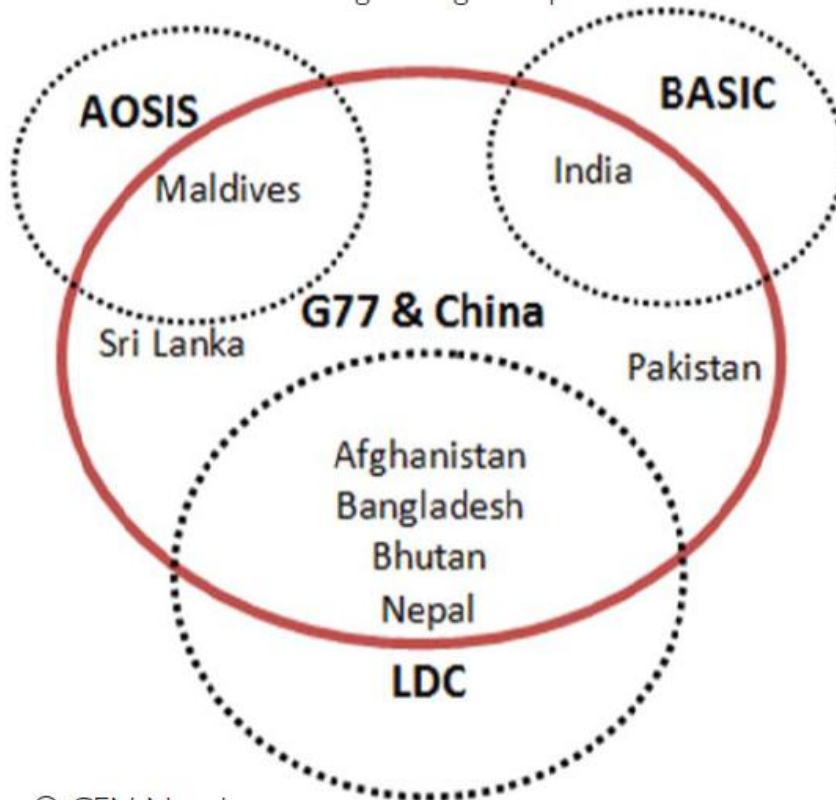 AOSIS
BASIC
Maldives
India
G77 & China
Sri Lanka
Pakistan
Afghanistan
Bangladesh
Bhutan
Nepal
LDC